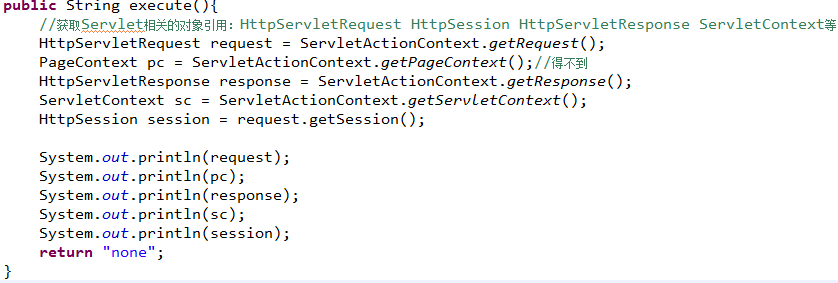 public String execute(){
//获取Servlet相关的对象引用：HttpServletRequest HttpSession HttpServletResponse ServletContext等
HttpServletRequest request = ServletActionContext.getRequest();
PageContext pc = ServletActionContext.getPageContext();//得不到
HttpServletResponse response = ServletActionContext.getResponse();
ServletContext sc = ServletActionContext.getServletContext();
HttpSession session = request.getSession();
System.out.println(request);
System.out.println(pc);
System.out.println(response);
System.out.println(sc);
System.out.println(session);
return "none";
}